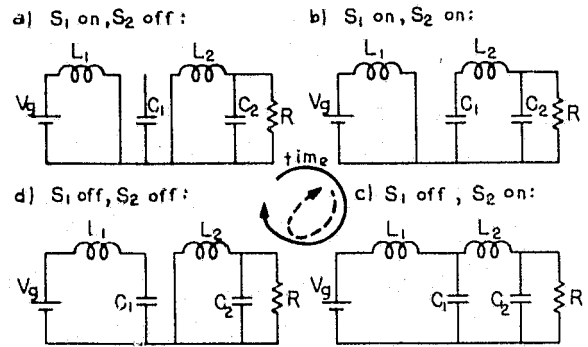 a) S1 on, S2 off:
L1
L2
Vg
C1
C2
R
b) S1 on, S2 on:
L1
L2
Vg
C1
C2
R
time
d) S1 off, S2 off:
L1
L2
Vg
C1
C2
R
c) S1 off, S2 on:
L1
L2
Vg
C1
C2
R